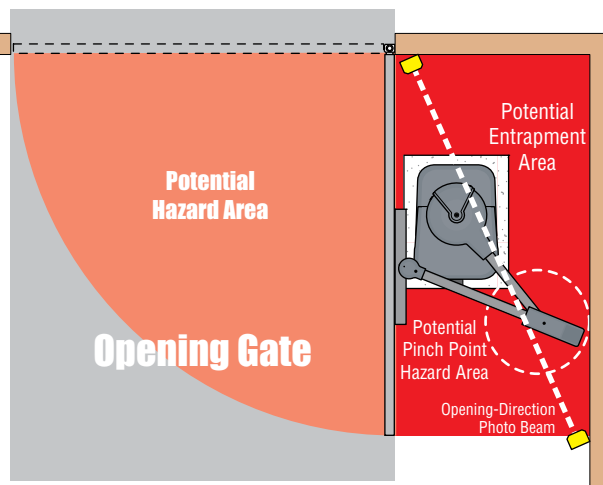 Potential
Hazard Area
Opening Gate
Potential
Entrapment
Area
Potential
Pinch Point
Hazard Area
Opening-Direction
Photo Beam